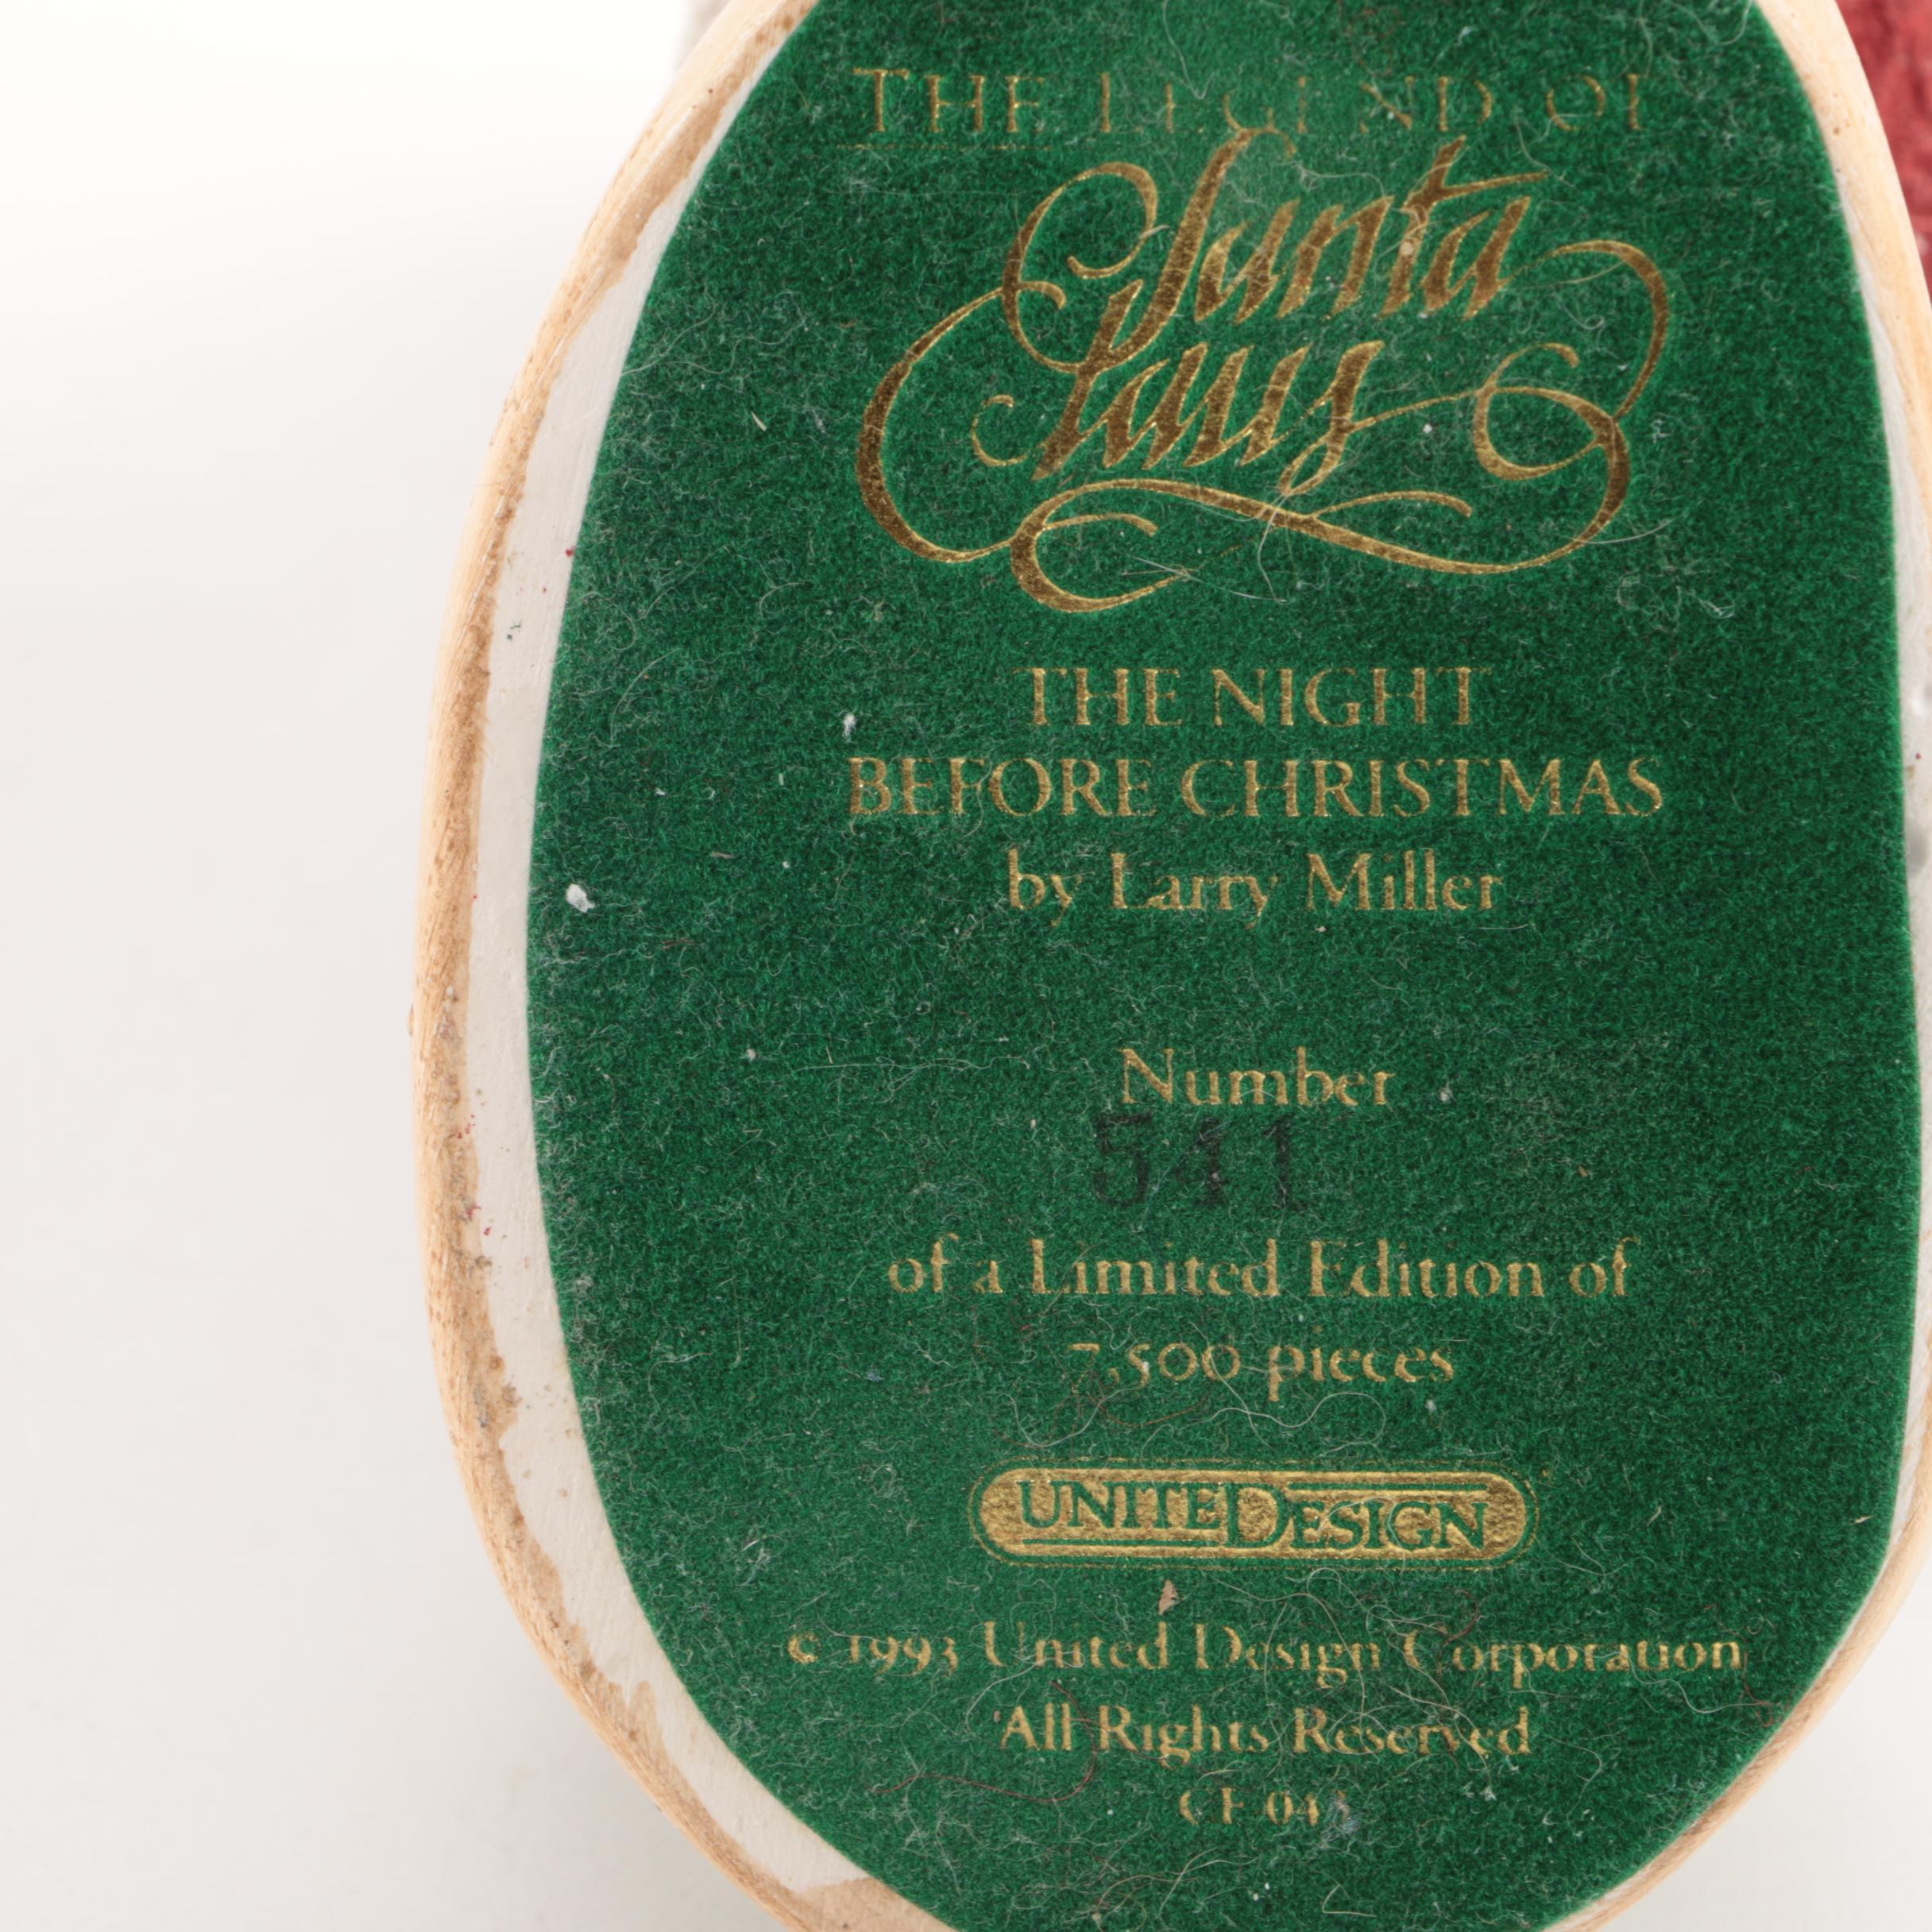 THE LEGEND OF
Santa
Claus
THE NIGHT
BEFORE CHRISTMAS
by Larry Miller
Number
541
of a Limited Edition of
7,500 pieces
UNITEDESIGN
© 1993 United Design Corporation
All Rights Reserved